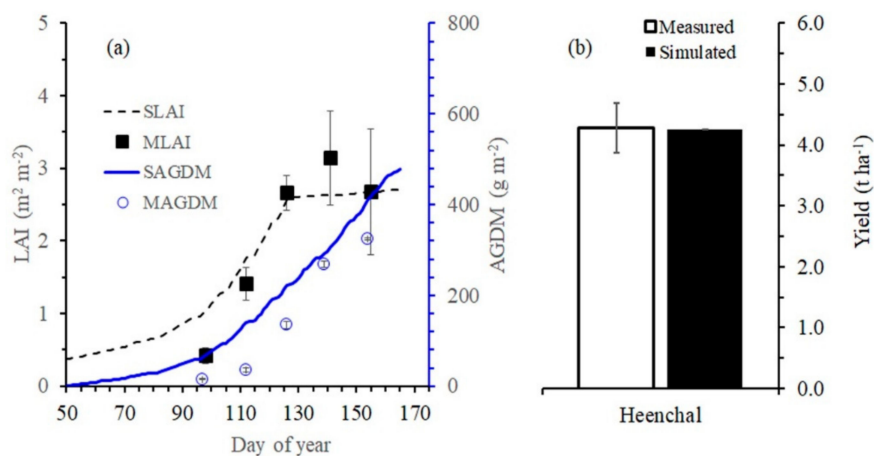 (a)
5
4
3
2
1
0
LAI (m² m⁻²)
SLAI
MLAI
SAGDM
MAGDM
800
600
400
200
0
AGDM (g m⁻²)
50 70 90 110 130 150 170
Day of year
(b)
Measured
Simulated
6.0
5.0
4.0
3.0
2.0
1.0
0.0
Yield (t ha⁻¹)
Heenchal